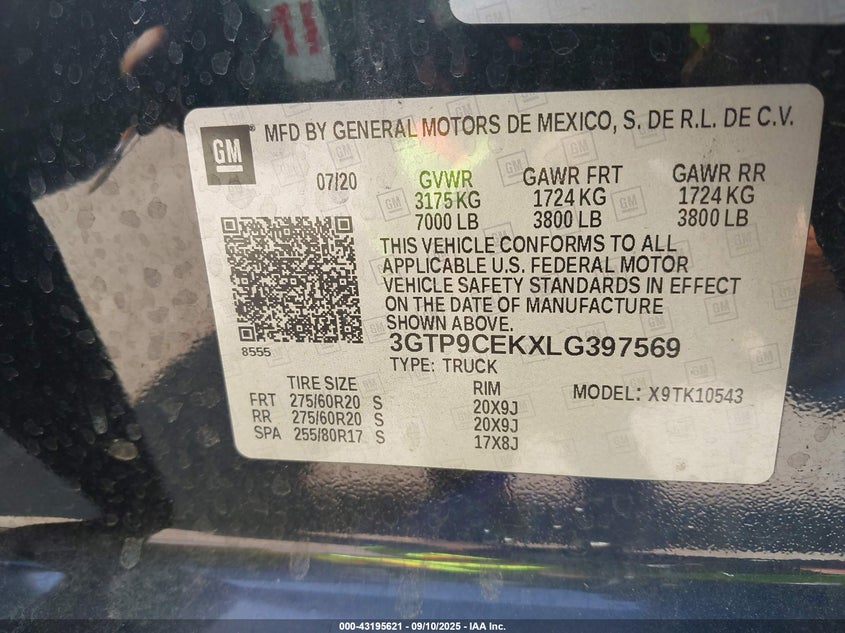 GM
MFD BY GENERAL MOTORS DE MEXICO, S. DE R.L. DE C.V.
07/20
GVWR GAWR FRT GAWR RR
3175 KG 1724 KG 1724 KG
7000 LB 3800 LB 3800 LB
THIS VEHICLE CONFORMS TO ALL
APPLICABLE U.S. FEDERAL MOTOR
VEHICLE SAFETY STANDARDS IN EFFECT
ON THE DATE OF MANUFACTURE
SHOWN ABOVE.
8555
3GTP9CEKXLG397569
TYPE: TRUCK
TIRE SIZE RIM MODEL: X9TK10543
FRT 275/60R20 S 20X9J
RR 275/60R20 S 20X9J
SPA 255/80R17 S 17X8J
000-43195621 - 09/10/2025 - IAA Inc.